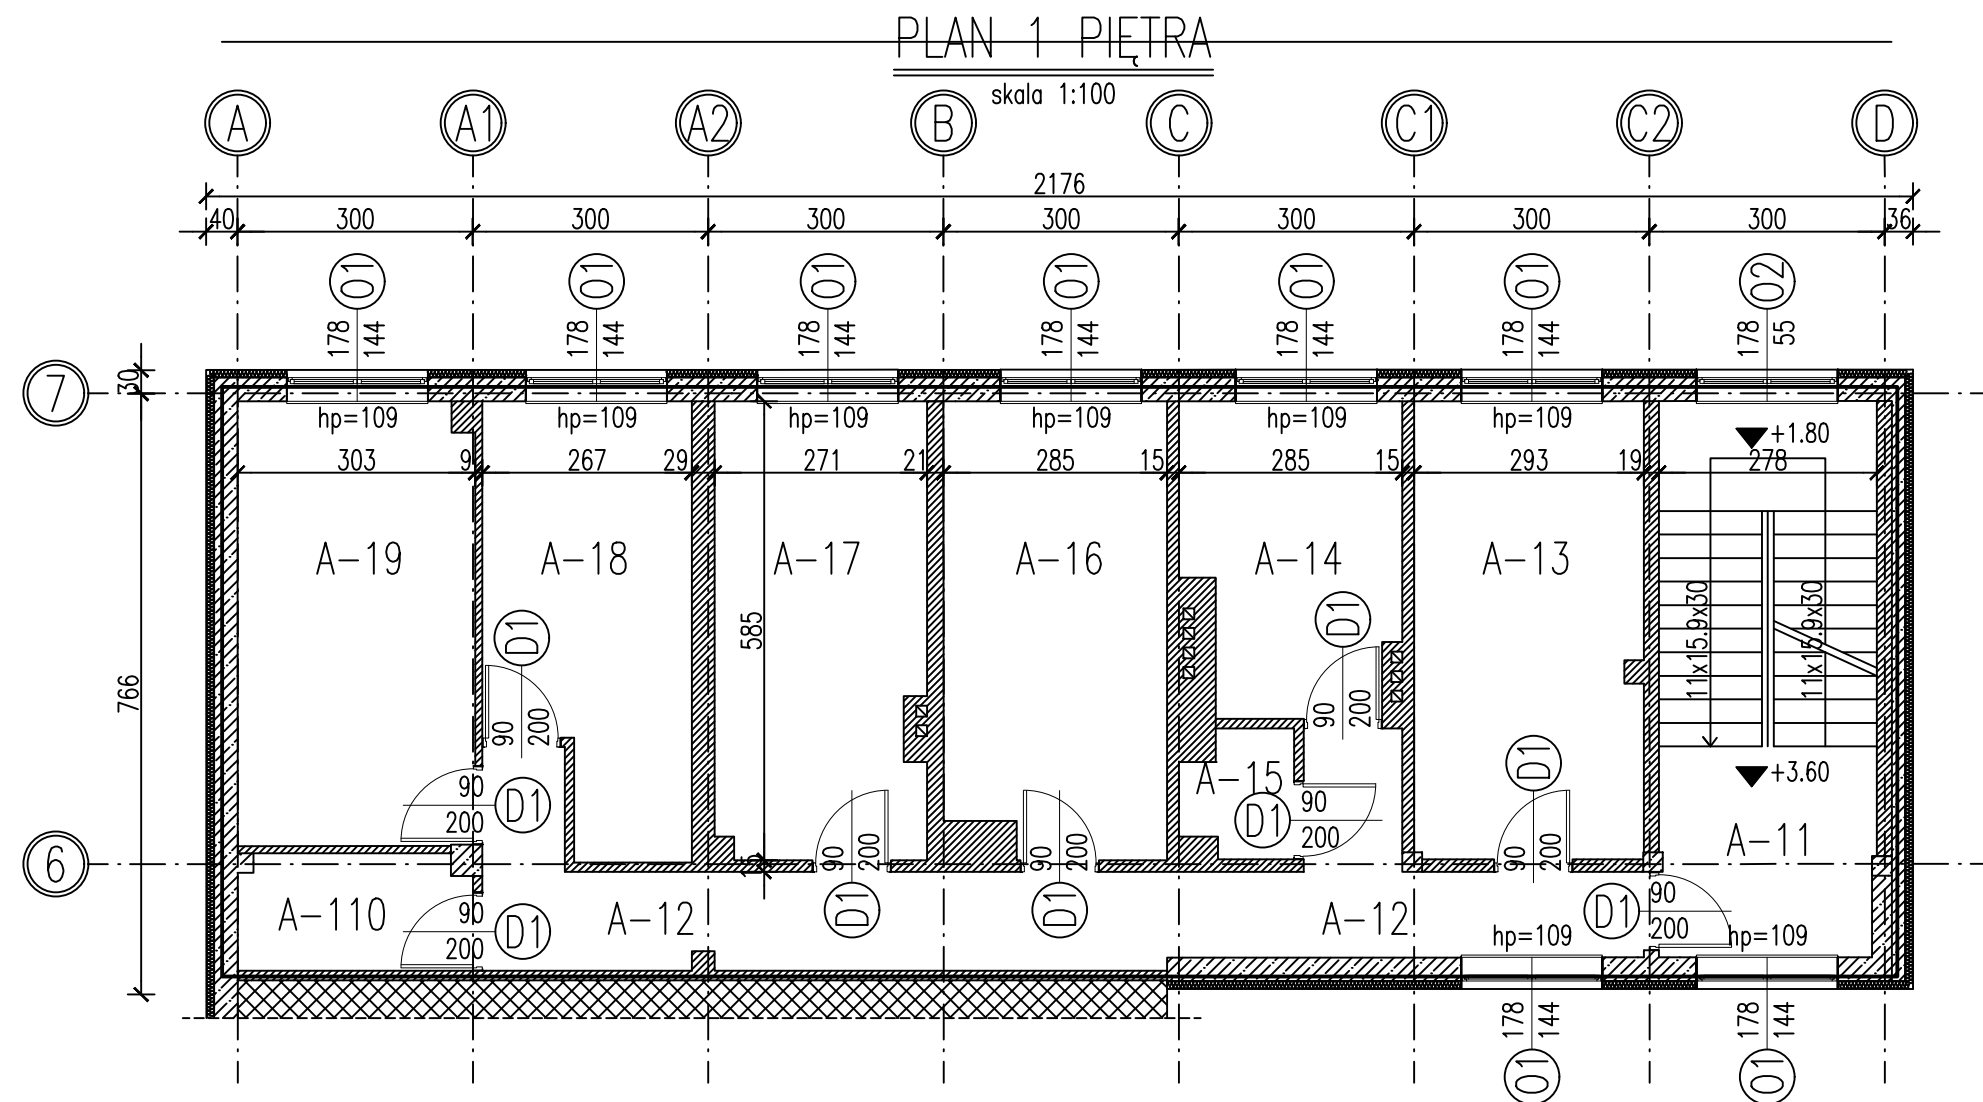 PLAN 1 PIĘTRA
skala 1:100
A A1 A2 B C C1 C2 D
2176
40 300 300 300 300 300 300 300 36
O1 O1 O1 O1 O1 O1 O2
178 144 178 144 178 144 178 144 178 144 178 144 178 55
7
30
hp=109 hp=109 hp=109 hp=109 hp=109 hp=109
+1.80
303 9 267 29 271 21 285 15 285 15 293 19 278
A-19 A-18 A-17 A-16 A-14 A-13
585
11x15.9x30 11x15.9x30
D1 D1
90 200 90 200
766
D1
A-15
+3.60
90
200
D1
D1
90
200
6
A-11
15
90 200 90 200 90 200
D1 D1
A-110
90
200
D1
A-12
A-12
D1
90
200
hp=109 hp=109
178 144 178 144
O1 O1